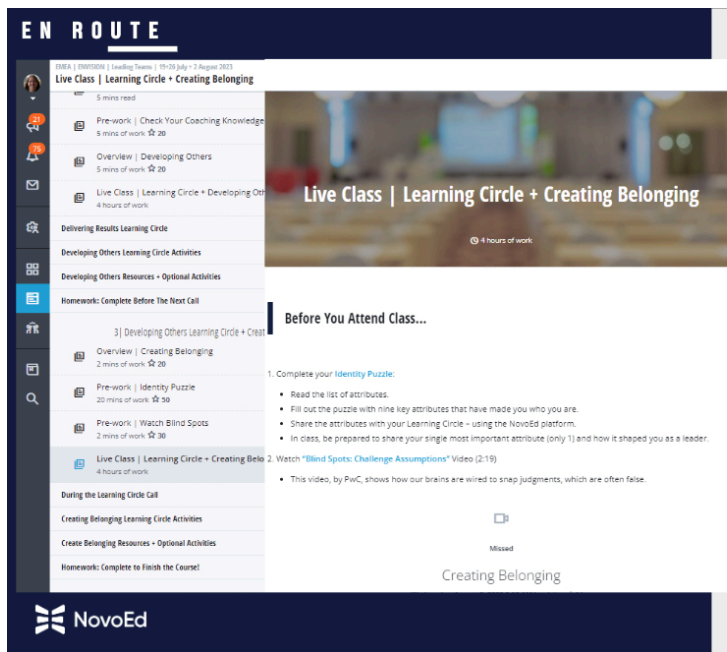 EN ROUTE
EMEA | ENVISION | Leading Teams | 15+26 July + 2 August 2023
Live Class | Learning Circle + Creating Belonging
21
75
5 mins read
Pre-work | Check Your Coaching Knowledge
5 mins of work ☆ 20
Overview | Developing Others
5 mins of work ☆ 20
Live Class | Learning Circle + Developing Oth
4 hours of work
Delivering Results Learning Circle
Developing Others Learning Circle Activities
Developing Others Resources + Optional Activities
Homework: Complete Before The Next Call
3| Developing Others Learning Circle + Creat
Overview | Creating Belonging
2 mins of work ☆ 20
Pre-work | Identity Puzzle
20 mins of work ☆ 50
Pre-work | Watch Blind Spots
2 mins of work ☆ 30
Live Class | Learning Circle + Creating Belo
4 hours of work
During the Learning Circle Call
Creating Belonging Learning Circle Activities
Create Belonging Resources + Optional Activities
Homework: Complete to Finish the Course!
Live Class | Learning Circle + Creating Belonging
4 hours of work
Before You Attend Class...
1. Complete your Identity Puzzle:
• Read the list of attributes.
• Fill out the puzzle with nine key attributes that have made you who you are.
• Share the attributes with your Learning Circle – using the NovoEd platform.
• In class, be prepared to share your single most important attribute (only 1) and how it shaped you as a leader.
2. Watch "Blind Spots: Challenge Assumptions" Video (2:19)
• This video, by PwC, shows how our brains are wired to snap judgments, which are often false.
Missed
Creating Belonging
NovoEd